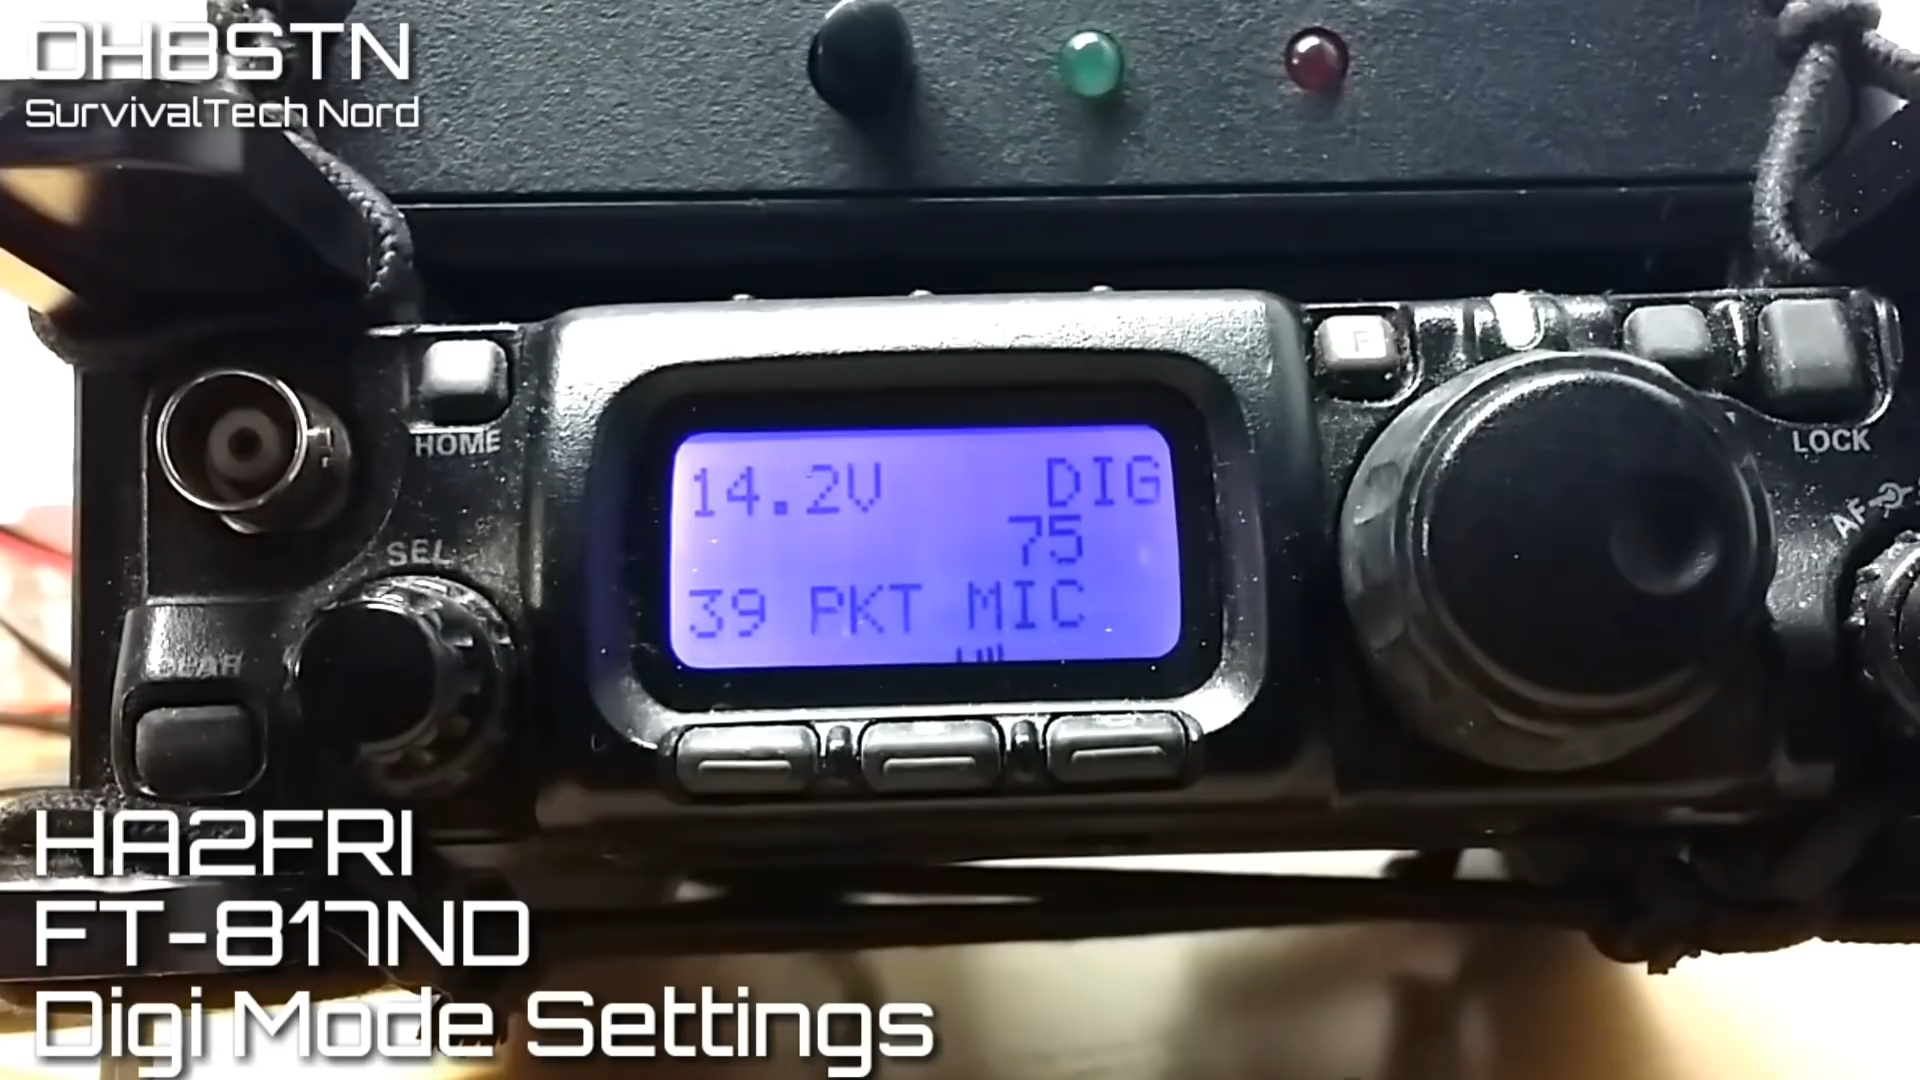 OH8STN
SurvivalTech Nord
F
HOME
LOCK
14.2V DIG
75
39 PKT MIC
AF
SEL
HA2FRI
FT-817ND
Digi Mode Settings